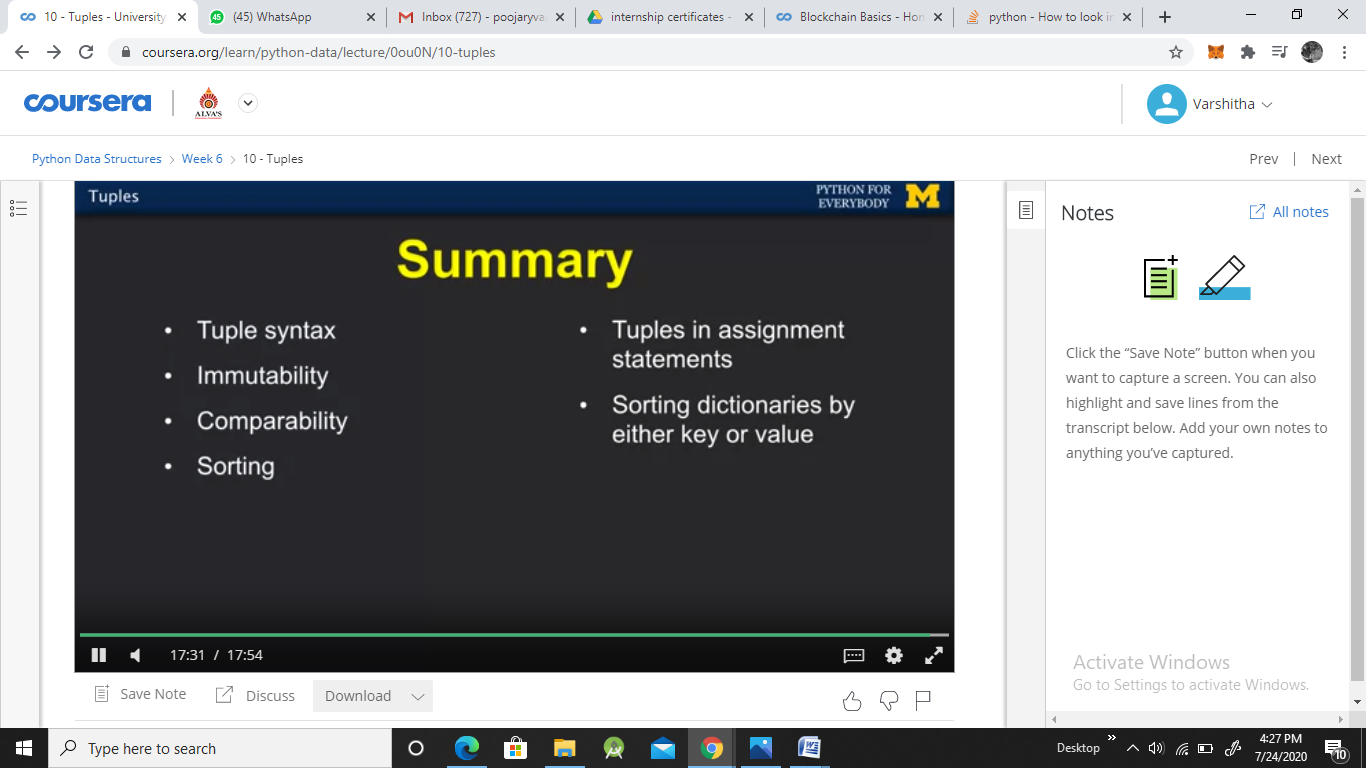 10 - Tuples - University
(45) WhatsApp
Inbox (727) - poojaryva
internship certificates -
Blockchain Basics - Hom
python - How to look in
coursera.org/learn/python-data/lecture/0ou0N/10-tuples
coursera
ALVA'S
Varshitha
Python Data Structures > Week 6 > 10 - Tuples
Prev | Next
Tuples
PYTHON FOR
EVERYBODY
M
Summary
• Tuple syntax
• Immutability
• Comparability
• Sorting
• Tuples in assignment
statements
• Sorting dictionaries by
either key or value
17:31 / 17:54
Save Note
Discuss
Download
Notes
All notes
Click the “Save Note” button when you
want to capture a screen. You can also
highlight and save lines from the
transcript below. Add your own notes to
anything you’ve captured.
Activate Windows
Go to Settings to activate Windows.
Type here to search
Desktop
4:27 PM
7/24/2020
10